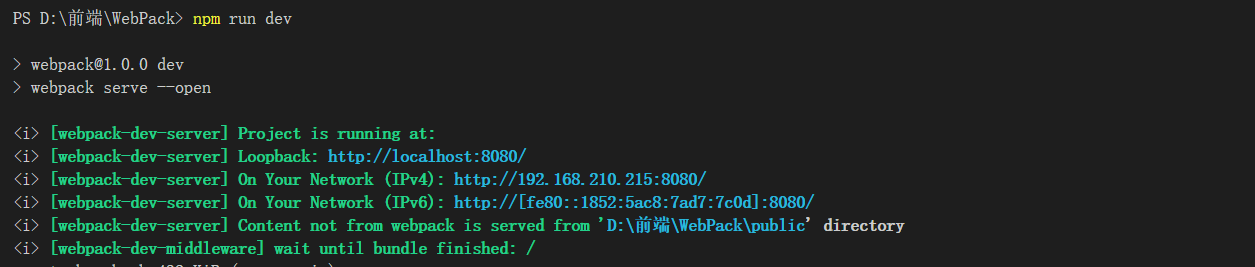 PS D:\前端\WebPack> npm run dev
> webpack@1.0.0 dev
> webpack serve --open
<i> [webpack-dev-server] Project is running at:
<i> [webpack-dev-server] Loopback: http://localhost:8080/
<i> [webpack-dev-server] On Your Network (IPv4): http://192.168.210.215:8080/
<i> [webpack-dev-server] On Your Network (IPv6): http://[fe80::1852:5ac8:7ad7:7c0d]:8080/
<i> [webpack-dev-server] Content not from webpack is served from 'D:\前端\WebPack\public' directory
<i> [webpack-dev-middleware] wait until bundle finished: /